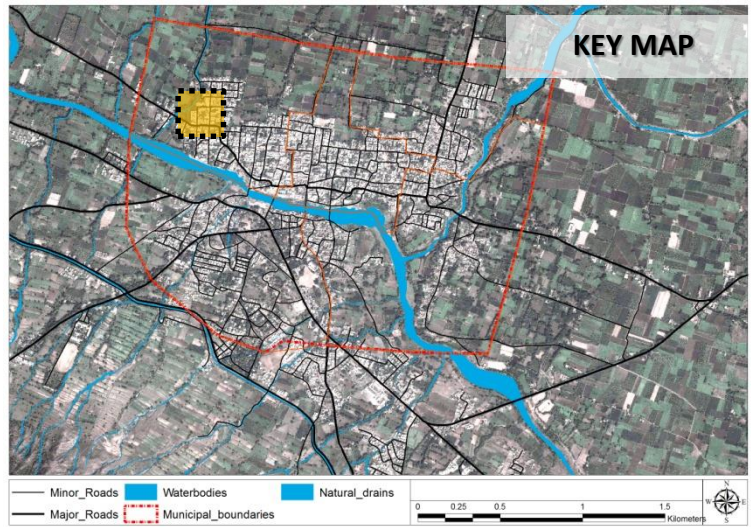 KEY MAP
Minor_Roads Waterbodies Natural_drains
Major_Roads Municipal_boundaries
0 0.25 0.5 1 1.5
Kilometers
N
W E
S